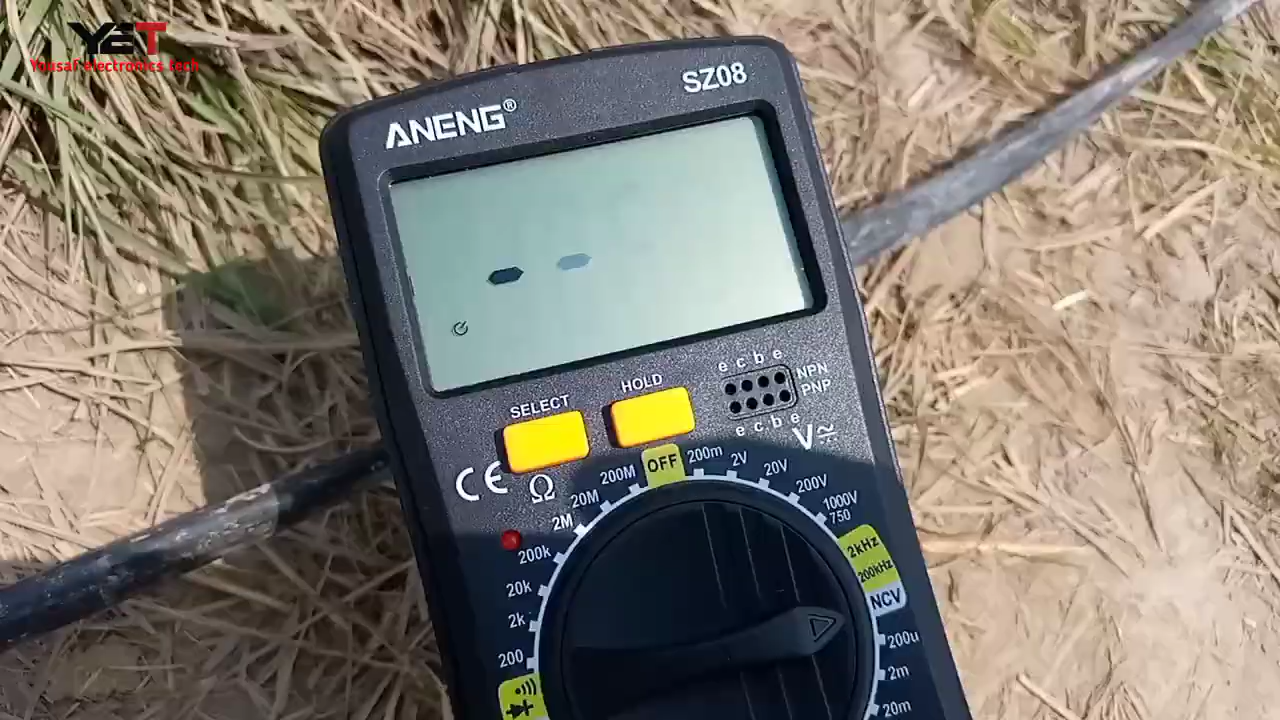 YET
Yousaf electronics tech
ANENG®
SZ08
SELECT
HOLD
e c b e
NPN
PNP
e c b e
CE
Ω
V
OFF
200m
2V
20V
200V
1000V
750
2kHz
200kHz
NCV
200u
2m
20m
200M
20M
2M
200k
20k
2k
200